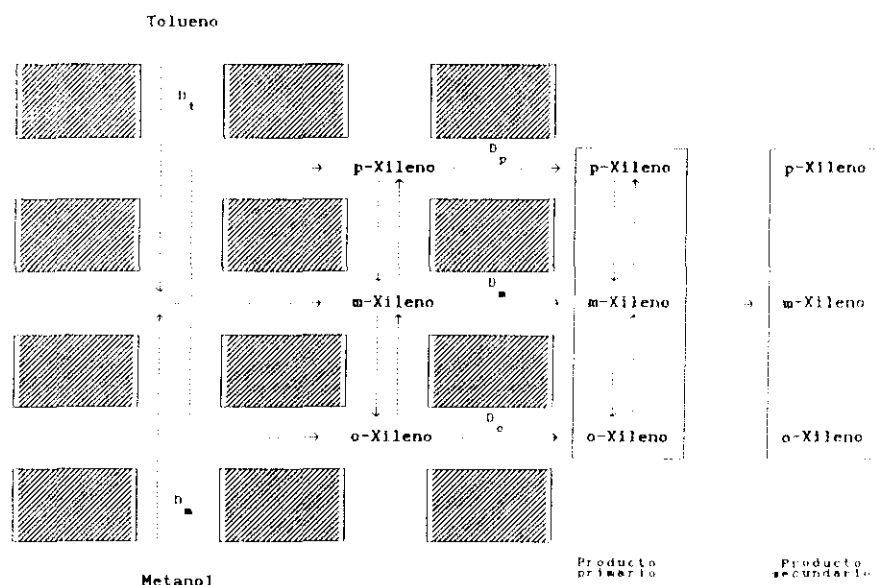 Tolueno
D t
D p
p-Xileno p-Xileno p-Xileno
D m
m-Xileno m-Xileno m-Xileno
D o
o-Xileno o-Xileno o-Xileno
D m
Metanol
Producto primario
Producto secundario